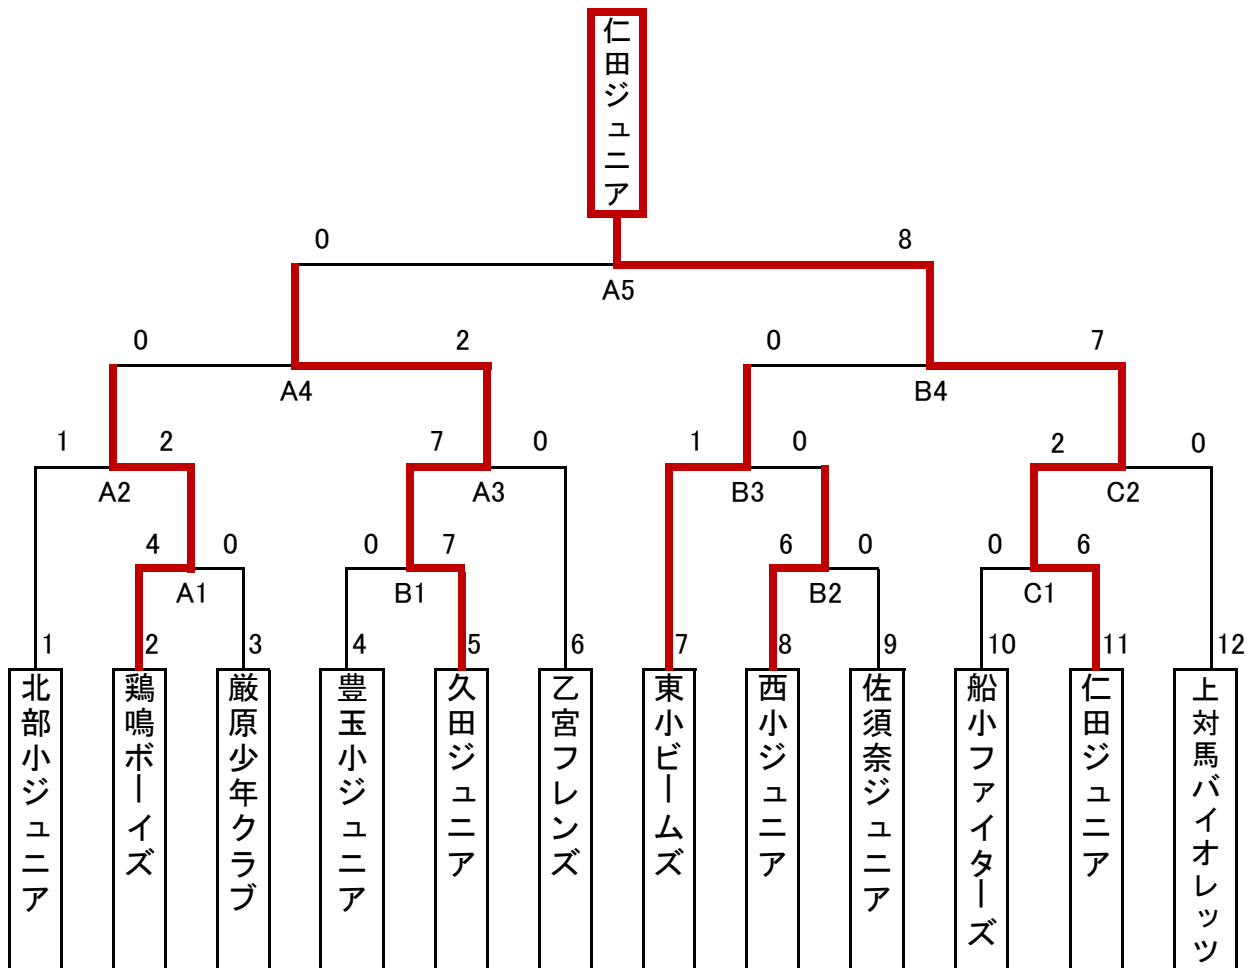 仁田ジュニア
0
8
A5
0
2
0
7
A4
B4
1
2
7
0
1
0
2
0
A2
A3
B3
C2
4
0
0
7
6
0
0
6
A1
B1
B2
C1
1
2
3
4
5
6
7
8
9
10
11
12
北部小ジュニア
鶏鳴ボーイズ
厳原少年クラブ
豊玉小ジュニア
久田ジュニア
乙宮フレンズ
東小ビームズ
西小ジュニア
佐須奈ジュニア
船小ファイターズ
仁田ジュニア
上対馬バイオレッツ